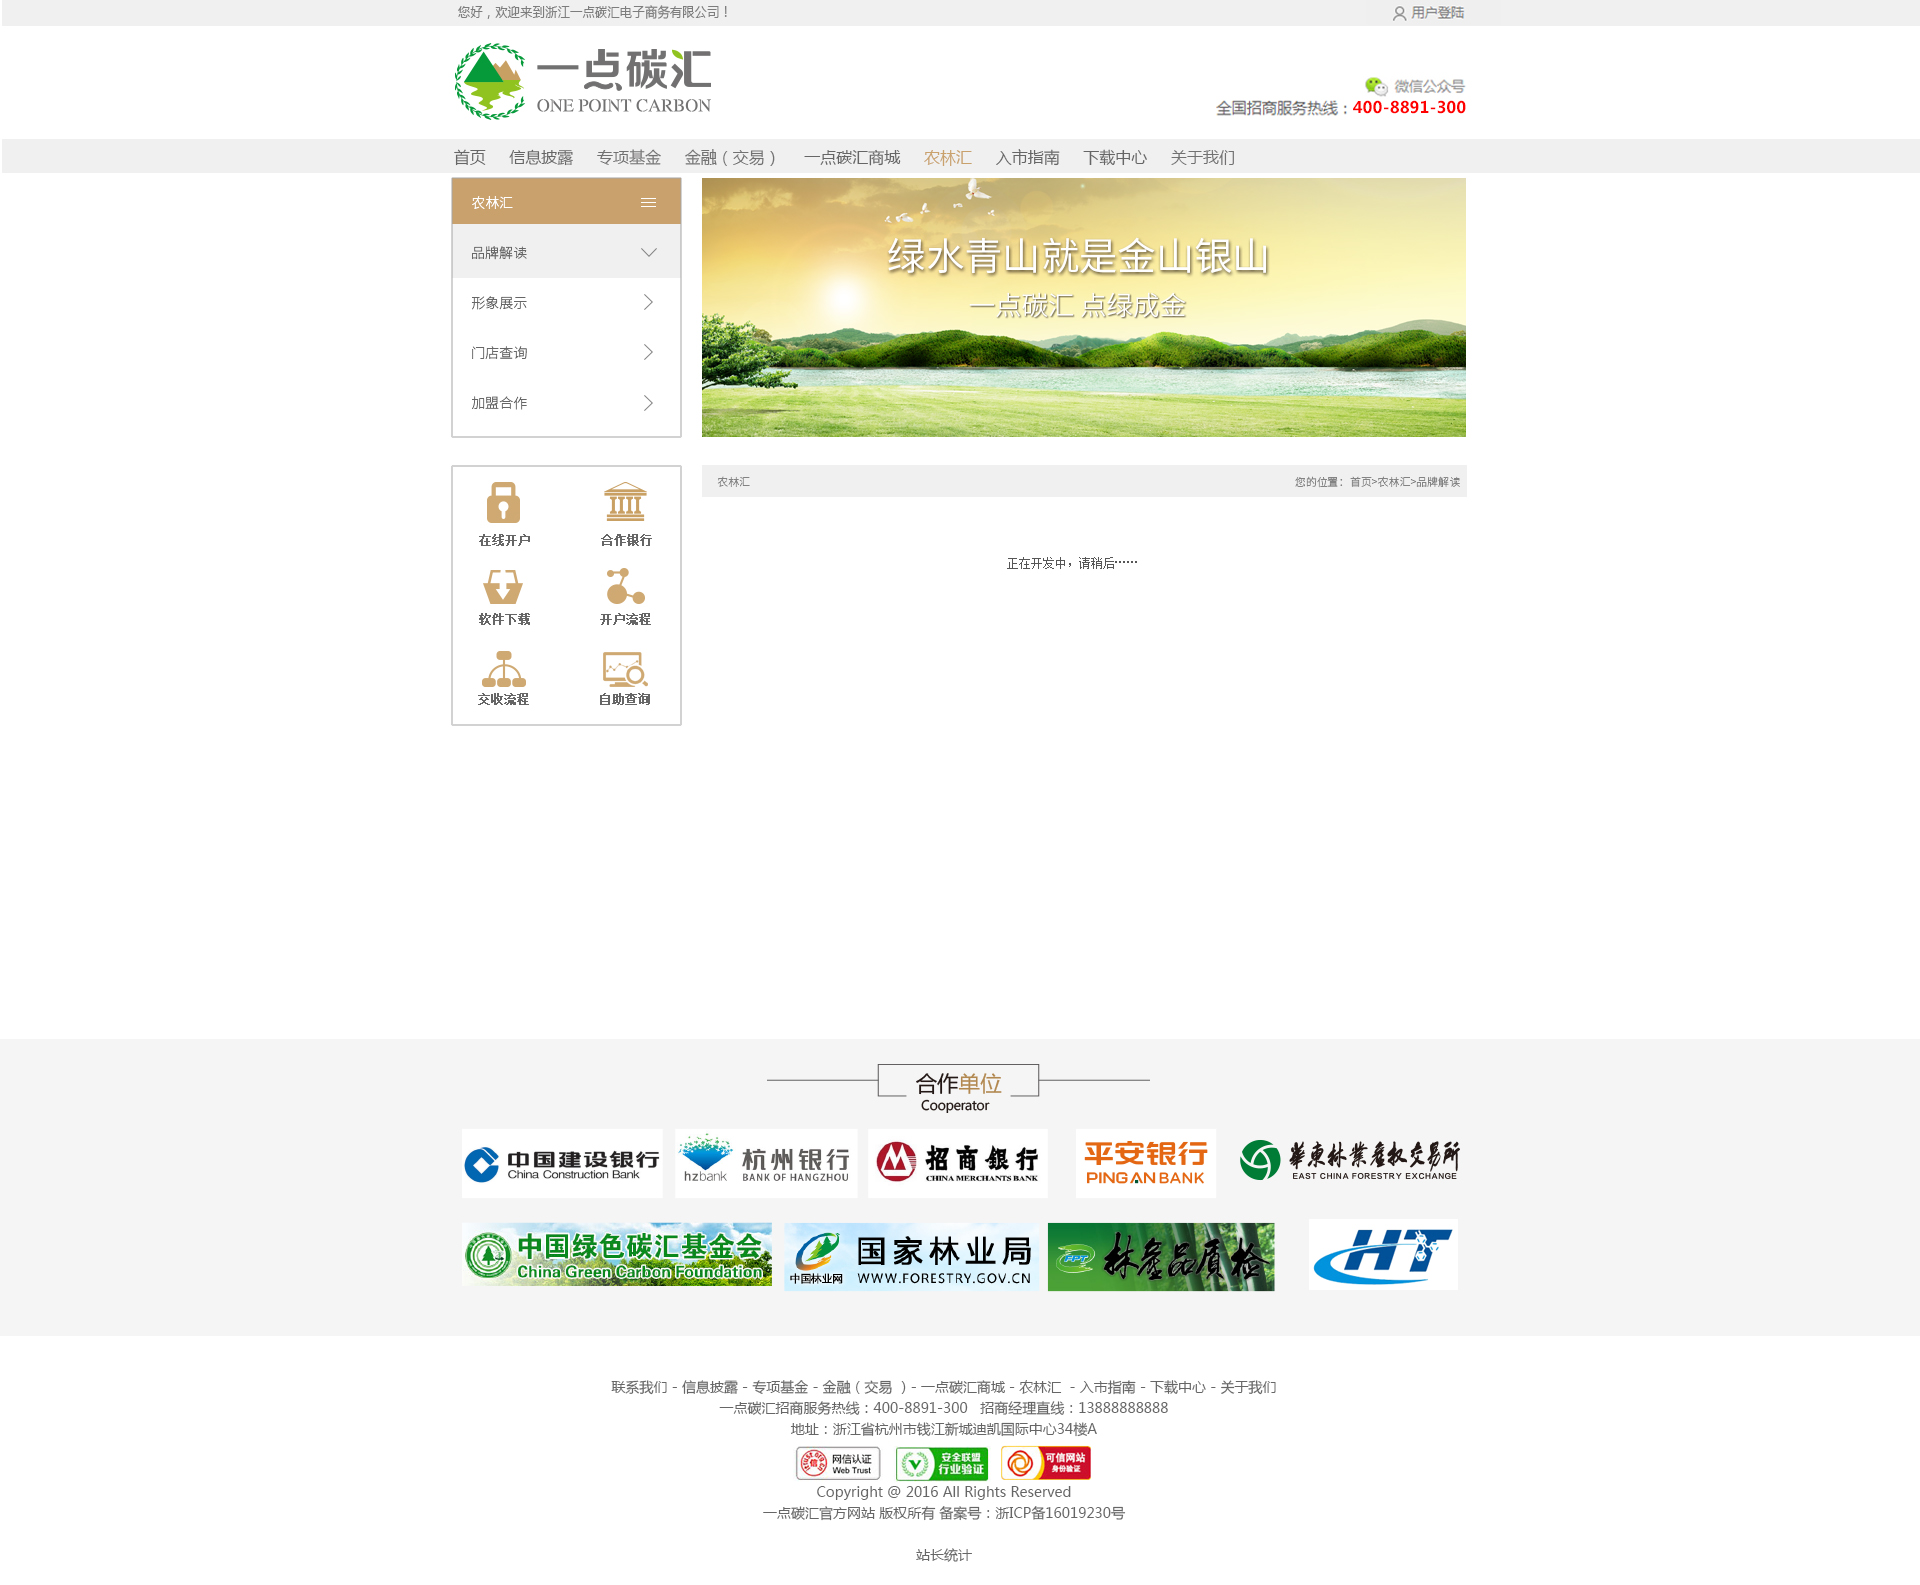 您好，欢迎来到浙江一点碳汇电子商务有限公司！
用户登陆
一点碳汇
ONE POINT CARBON
微信公众号
全国招商服务热线：400-8891-300
首页 信息披露 专项基金 金融（交易） 一点碳汇商城 农林汇 入市指南 下载中心 关于我们
农林汇
品牌解读
形象展示
门店查询
加盟合作
绿水青山就是金山银山
一点碳汇 点绿成金
在线开户
合作银行
软件下载
开户流程
交收流程
自助查询
农林汇
您的位置：首页>农林汇>品牌解读
正在开发中，请稍后……
合作单位
Cooperator
中国建设银行
China Construction Bank
hzbank
杭州银行
BANK OF HANGZHOU
招商银行
CHINA MERCHANTS BANK
平安银行
PING AN BANK
華東林業產权交易所
EAST CHINA FORESTRY EXCHANGE
中国绿色碳汇基金会
China Green Carbon Foundation
中国林业网
国家林业局
WWW.FORESTRY.GOV.CN
FPT
林产品质检
HT
联系我们 - 信息披露 - 专项基金 - 金融（交易 ）- 一点碳汇商城 - 农林汇 - 入市指南 - 下载中心 - 关于我们
一点碳汇招商服务热线：400-8891-300 招商经理直线：13888888888
地址：浙江省杭州市钱江新城迪凯国际中心34楼A
信
网信认证
Web Trust
安全联盟
行业验证
可信网站
身份验证
Copyright @ 2016 All Rights Reserved
一点碳汇官方网站 版权所有 备案号：浙ICP备16019230号
站长统计